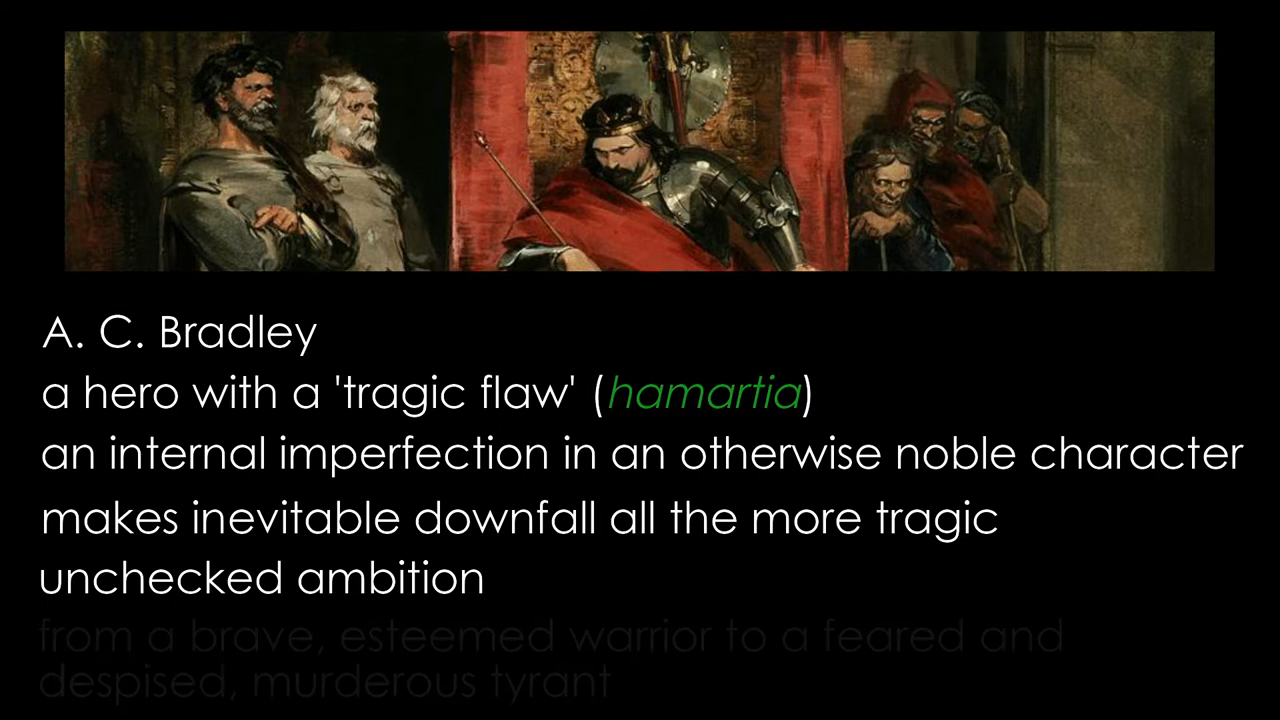 A. C. Bradley
a hero with a 'tragic flaw' (hamartia)
an internal imperfection in an otherwise noble character
makes inevitable downfall all the more tragic
unchecked ambition
from a brave, esteemed warrior to a feared and
despised, murderous tyrant